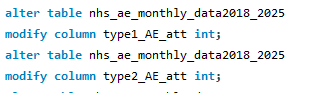 alter table nhs_ae_monthly_data2018_2025
modify column type1_AE_att int;
alter table nhs_ae_monthly_data2018_2025
modify column type2_AE_att int;